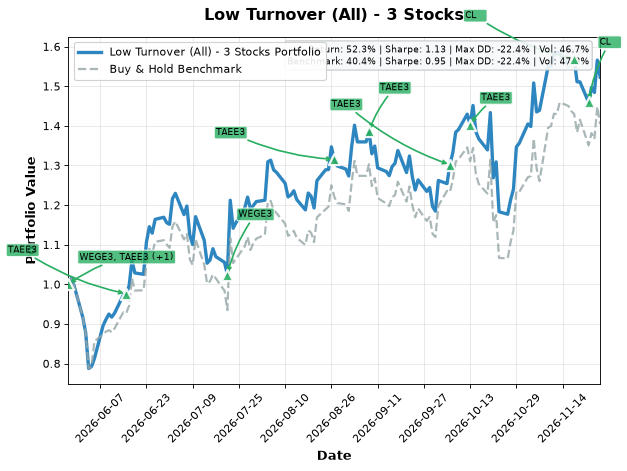 Low Turnover (All) - 3 Stocks
CL
CL
Low Turnover (All) - 3 Stocks Portfolio
Buy & Hold Benchmark
urn: 52.3% | Sharpe: 1.13 | Max DD: -22.4% | Vol: 46.7%
Benchmark: 40.4% | Sharpe: 0.95 | Max DD: -22.4% | Vol: 47.%
TAEE3
TAEE3
TAEE3
TAEE3
WEGE3
TAEE3
WEGE3, TAEE3 (+1)
Portfolio Value
1.6
1.5
1.4
1.3
1.2
1.1
1.0
0.9
0.8
2026-06-07
2026-06-23
2026-07-09
2026-07-25
2026-08-10
2026-08-26
2026-09-11
2026-09-27
2026-10-13
2026-10-29
2026-11-14
Date